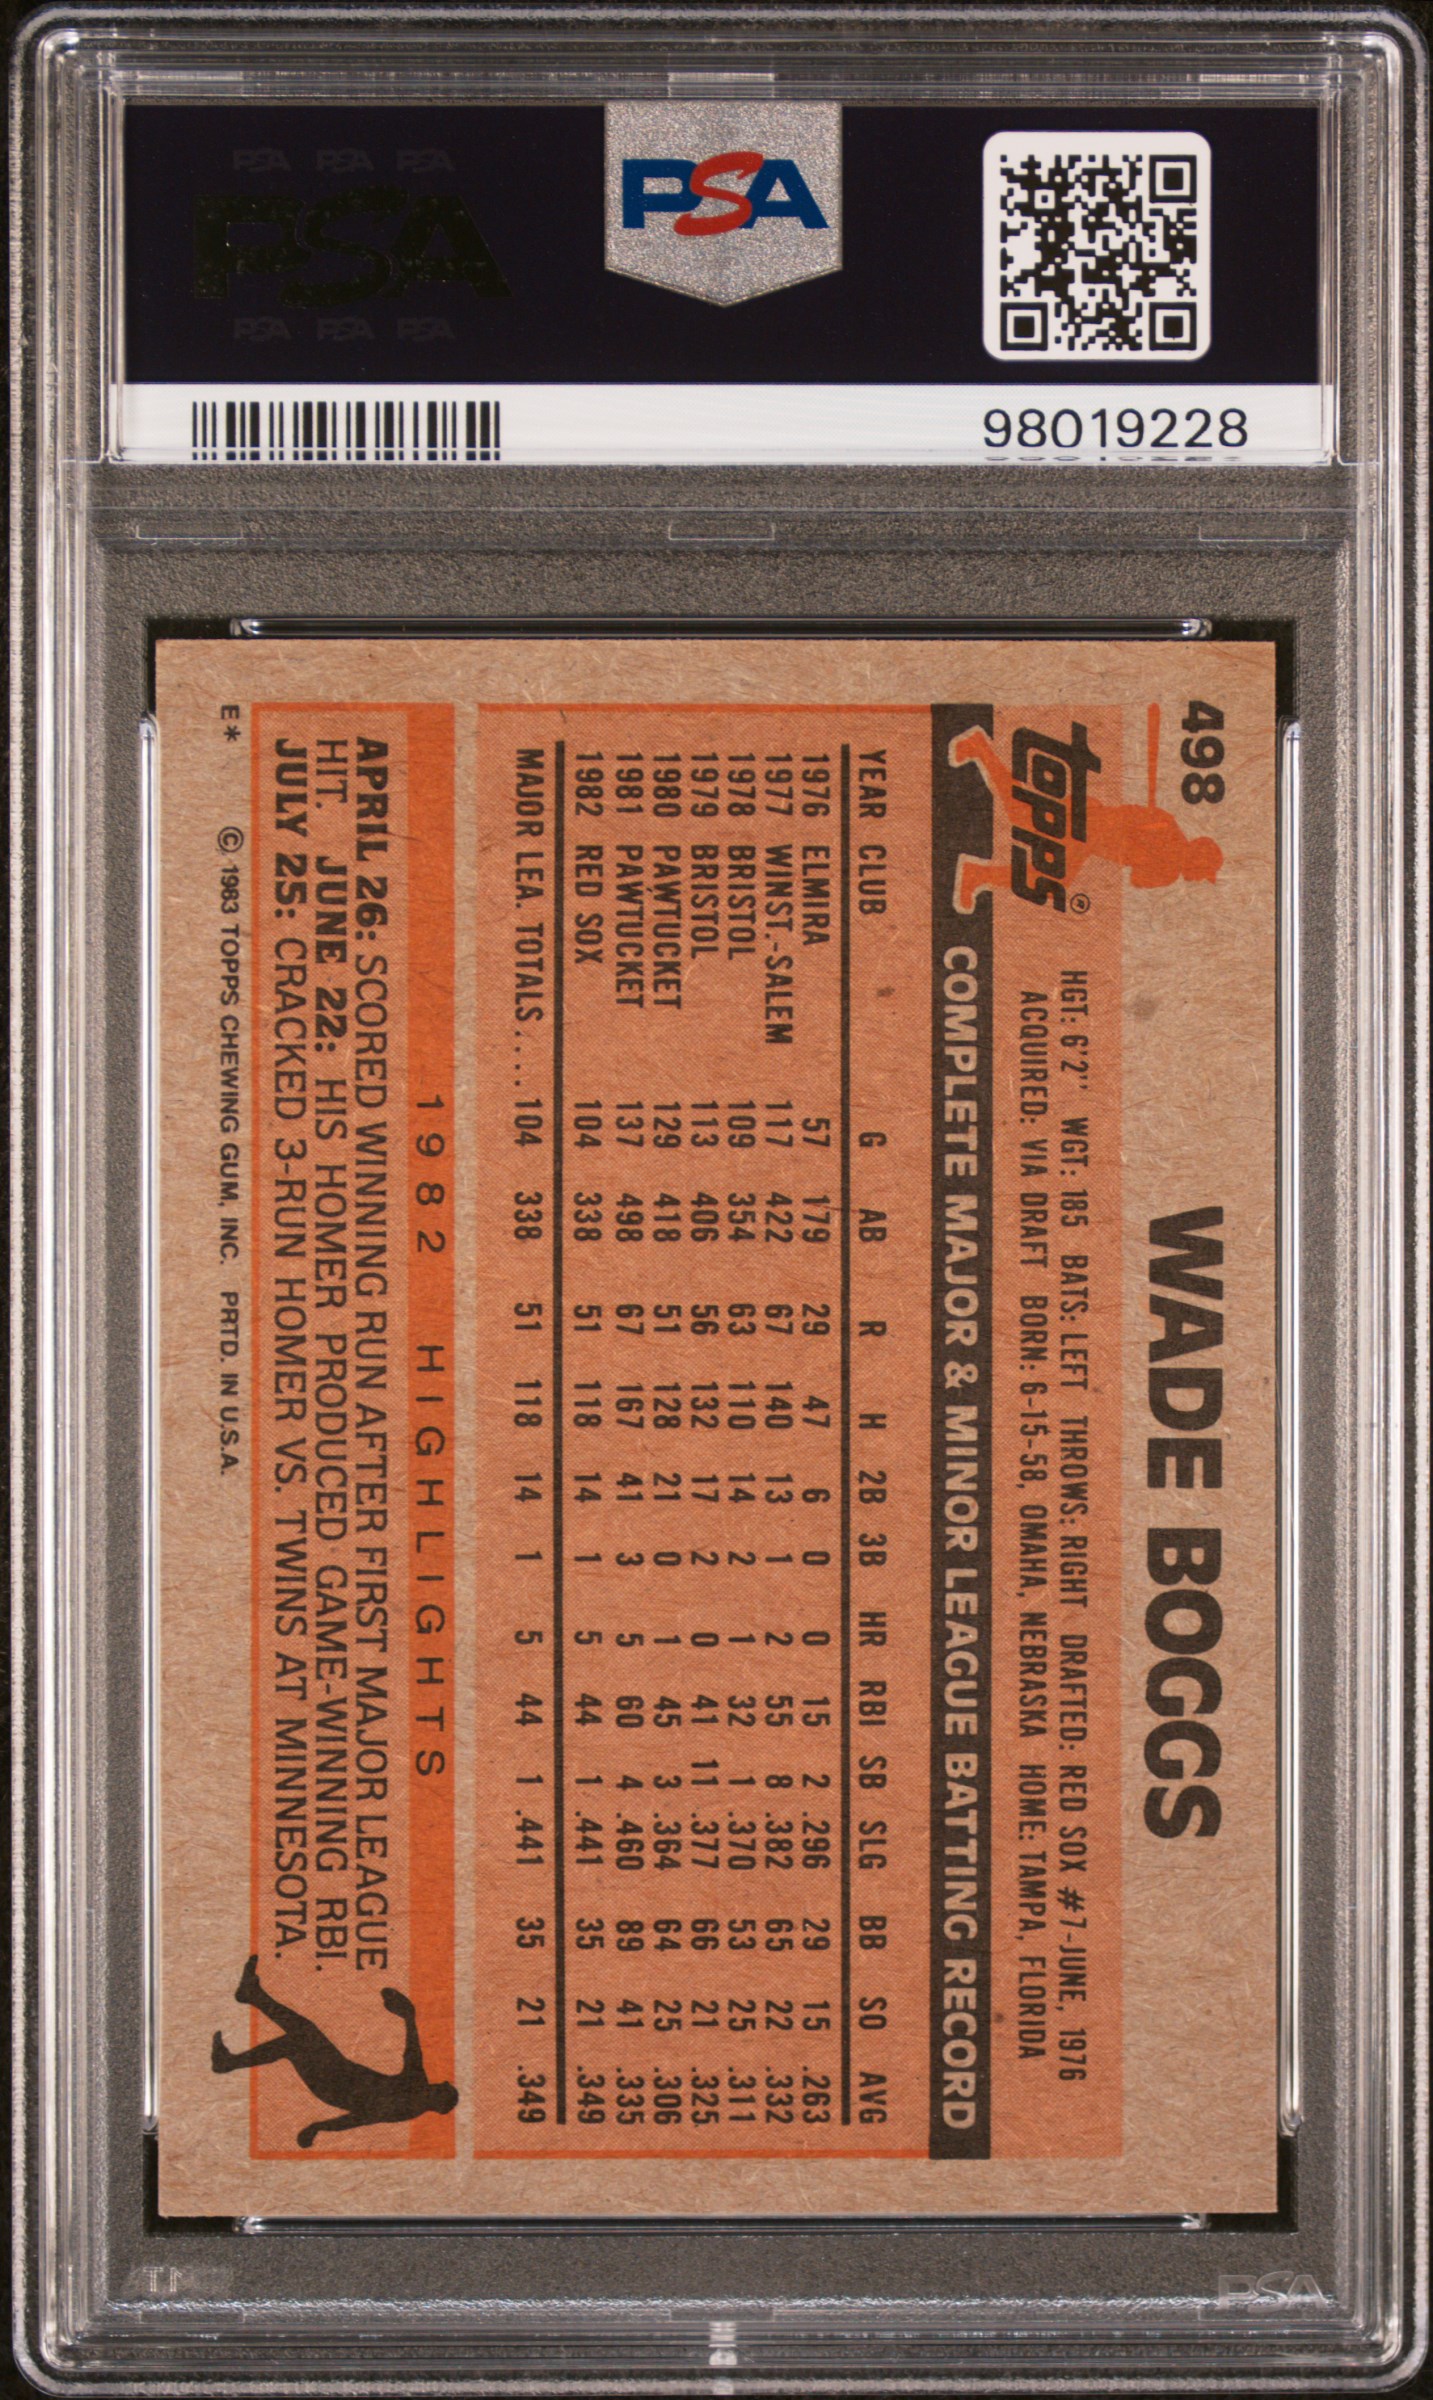 PSA PSA PSA
PSA
PSA PSA PSA
PSA
98019228
498
WADE BOGGS
topps®
HGT: 6'2" WGT: 185 BATS: LEFT THROWS: RIGHT DRAFTED: RED SOX #7-JUNE, 1976
ACQUIRED: VIA DRAFT BORN: 6-15-58, OMAHA, NEBRASKA HOME: TAMPA, FLORIDA
COMPLETE MAJOR & MINOR LEAGUE BATTING RECORD
YEAR CLUB G AB R H 2B 3B HR RBI SB SLG BB SO AVG
1976 ELMIRA 57 179 29 47 6 0 0 15 2 .296 29 15 .263
1977 WINST.-SALEM 117 422 67 140 13 1 2 55 8 .382 65 22 .332
1978 BRISTOL 109 354 63 110 14 2 1 32 1 .370 53 25 .311
1979 BRISTOL 113 406 56 132 17 2 0 41 11 .377 66 21 .325
1980 PAWTUCKET 129 418 51 128 21 0 1 45 3 .364 64 25 .306
1981 PAWTUCKET 137 498 67 167 41 3 5 60 4 .460 89 41 .335
1982 RED SOX 104 338 51 118 14 1 5 44 1 .441 35 21 .349
MAJOR LEA. TOTALS.... 104 338 51 118 14 1 5 44 1 .441 35 21 .349
1982 HIGHLIGHTS
APRIL 26: SCORED WINNING RUN AFTER FIRST MAJOR LEAGUE
HIT. JUNE 22: HIS HOMER PRODUCED GAME-WINNING RBI.
JULY 25: CRACKED 3-RUN HOMER VS. TWINS AT MINNESOTA.
E* © 1983 TOPPS CHEWING GUM, INC. PRTD. IN U.S.A.
PSA